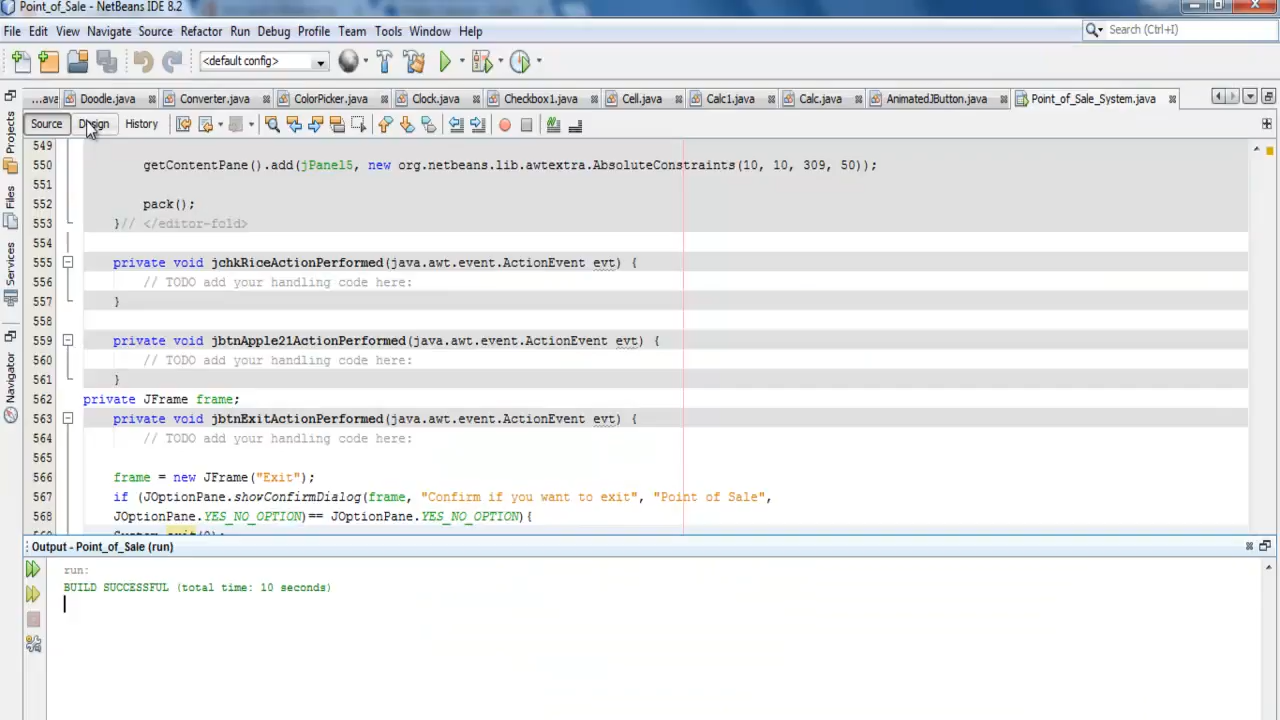 Point_of_Sale - NetBeans IDE 8.2
File Edit View Navigate Source Refactor Run Debug Profile Team Tools Window Help
Search (Ctrl+I)
<default config>
...ava Doodle.java Converter.java ColorPicker.java Clock.java Checkbox1.java Cell.java Calc1.java Calc.java AnimatedJButton.java Point_of_Sale_System.java
Source Design History
Projects
Files
Services
Navigator
549
550 getContentPane().add(jPanel5, new org.netbeans.lib.awtextra.AbsoluteConstraints(10, 10, 309, 50));
551
552 pack();
553 }// </editor-fold>
554
555 private void jchkRiceActionPerformed(java.awt.event.ActionEvent evt) {
556 // TODO add your handling code here:
557 }
558
559 private void jbtnApple21ActionPerformed(java.awt.event.ActionEvent evt) {
560 // TODO add your handling code here:
561 }
562 private JFrame frame;
563 private void jbtnExitActionPerformed(java.awt.event.ActionEvent evt) {
564 // TODO add your handling code here:
565
566 frame = new JFrame("Exit");
567 if (JOptionPane.showConfirmDialog(frame, "Confirm if you want to exit", "Point of Sale",
568 JOptionPane.YES_NO_OPTION)== JOptionPane.YES_NO_OPTION){
569 System.exit(0);
Output - Point_of_Sale (run)
run:
BUILD SUCCESSFUL (total time: 10 seconds)